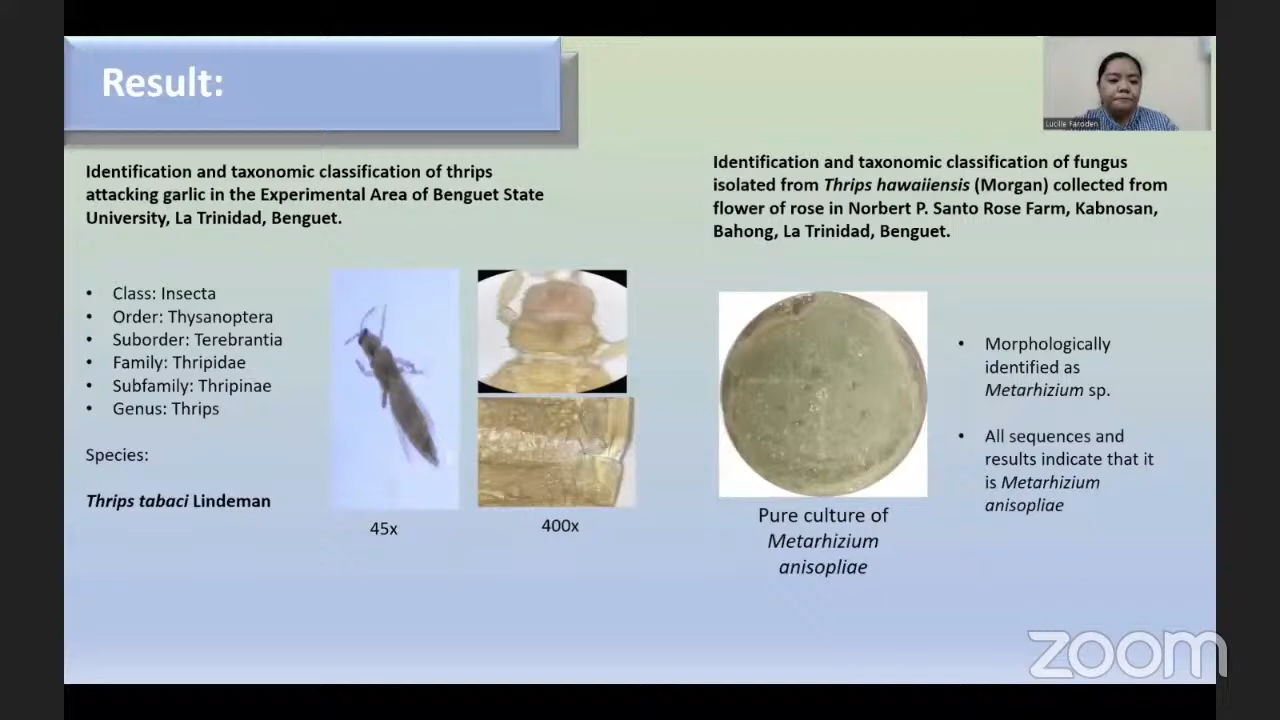 Result:
Lucille Faroden
Identification and taxonomic classification of thrips
attacking garlic in the Experimental Area of Benguet State
University, La Trinidad, Benguet.
• Class: Insecta
• Order: Thysanoptera
• Suborder: Terebrantia
• Family: Thripidae
• Subfamily: Thripinae
• Genus: Thrips
Species:
Thrips tabaci Lindeman
45x
400x
Identification and taxonomic classification of fungus
isolated from Thrips hawaiiensis (Morgan) collected from
flower of rose in Norbert P. Santo Rose Farm, Kabnosan,
Bahong, La Trinidad, Benguet.
Pure culture of
Metarhizium
anisopliae
• Morphologically
identified as
Metarhizium sp.
• All sequences and
results indicate that it
is Metarhizium
anisopliae
zoom